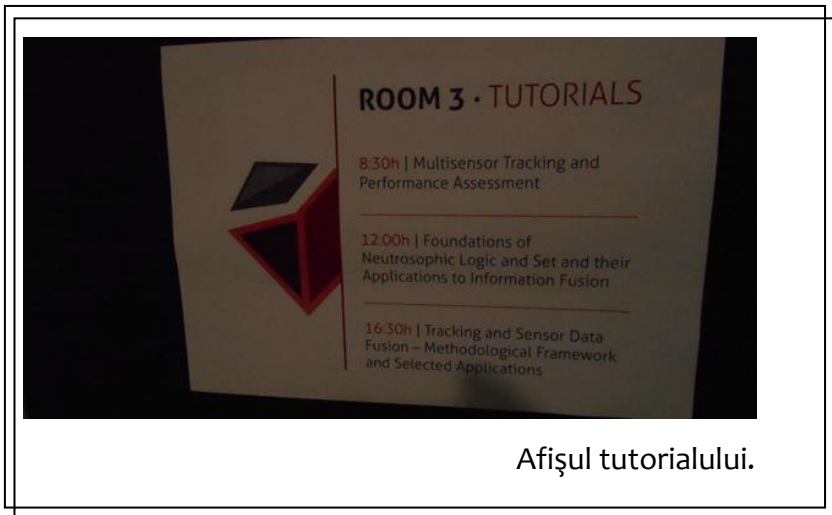 ROOM 3 · TUTORIALS
8:30h | Multisensor Tracking and
Performance Assessment
12:00h | Foundations of
Neutrosophic Logic and Set and their
Applications to Information Fusion
16:30h | Tracking and Sensor Data
Fusion – Methodological Framework
and Selected Applications
Afişul tutorialului.